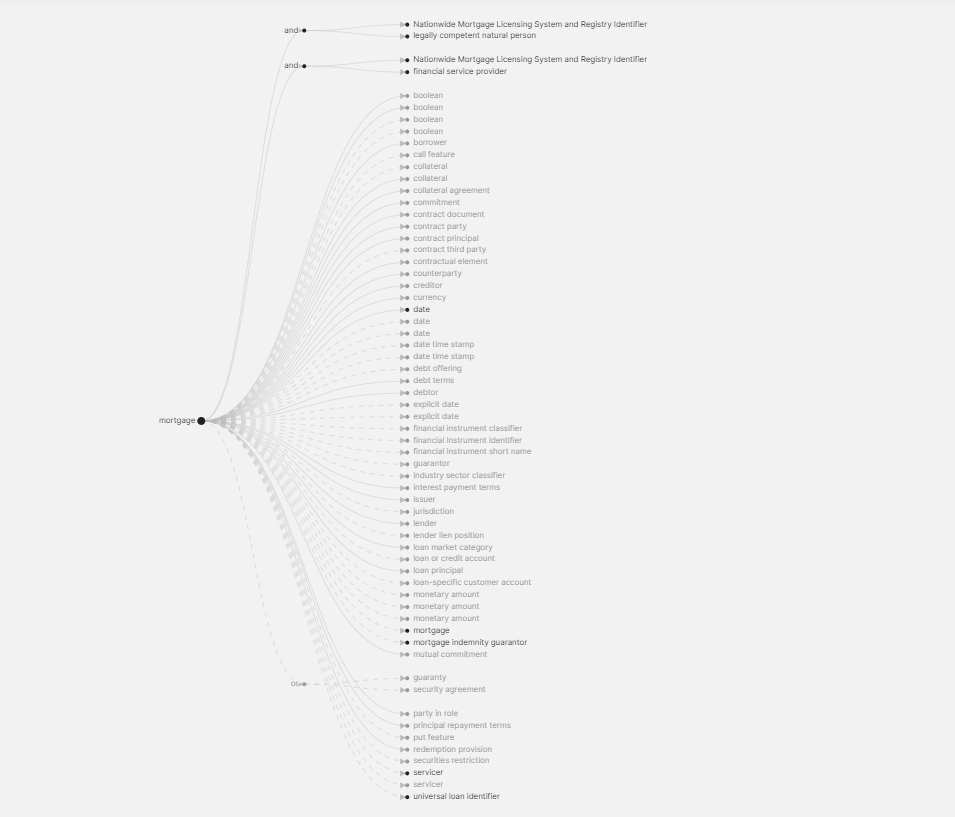 and
Nationwide Mortgage Licensing System and Registry Identifier
legally competent natural person
and
Nationwide Mortgage Licensing System and Registry Identifier
financial service provider
boolean
boolean
boolean
boolean
borrower
call feature
collateral
collateral
collateral agreement
commitment
contract document
contract party
contract principal
contract third party
contractual element
counterparty
creditor
currency
date
date
date
date time stamp
date time stamp
debt offering
debt terms
debtor
explicit date
explicit date
mortgage
financial instrument classifier
financial instrument identifier
financial instrument short name
guarantor
industry sector classifier
interest payment terms
issuer
jurisdiction
lender
lender lien position
loan market category
loan or credit account
loan principal
loan-specific customer account
monetary amount
monetary amount
monetary amount
mortgage
mortgage indemnity guarantor
mutual commitment
or
guaranty
security agreement
party in role
principal repayment terms
put feature
redemption provision
securities restriction
servicer
servicer
universal loan identifier